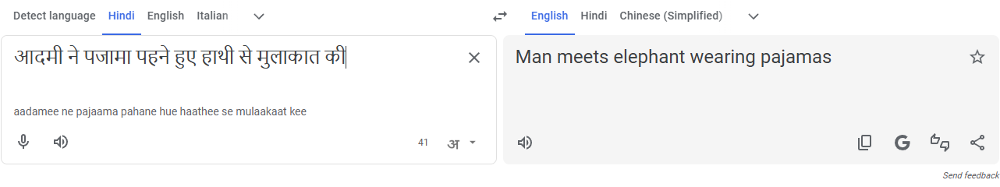 Detect language Hindi English Italian
English Hindi Chinese (Simplified)
आदमी ने पजामा पहने हुए हाथी से मुलाकात की
aadamee ne pajaama pahane hue haathee se mulaakaat kee
41 अ
Man meets elephant wearing pajamas
Send feedback